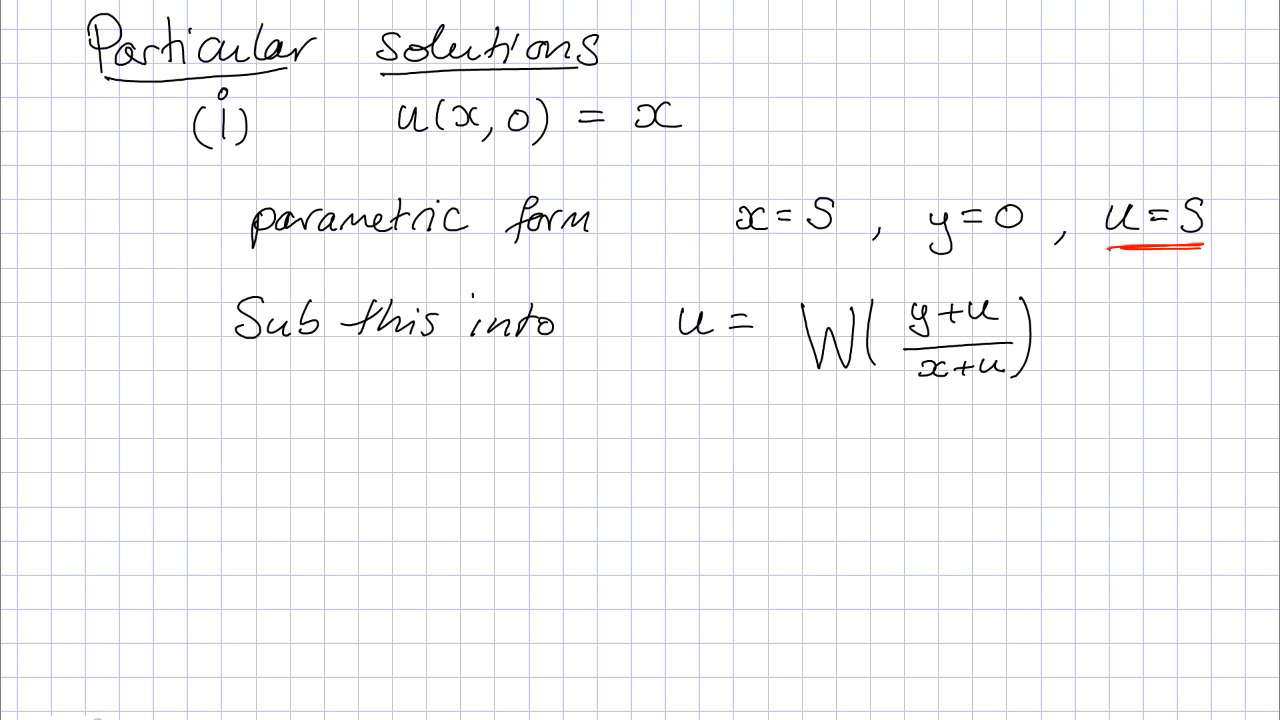 Particular solutions
(i) u(x, 0) = x
parametric form x = S , y = 0 , u = S
Sub this into u = W( (y+u)/(x+u) )